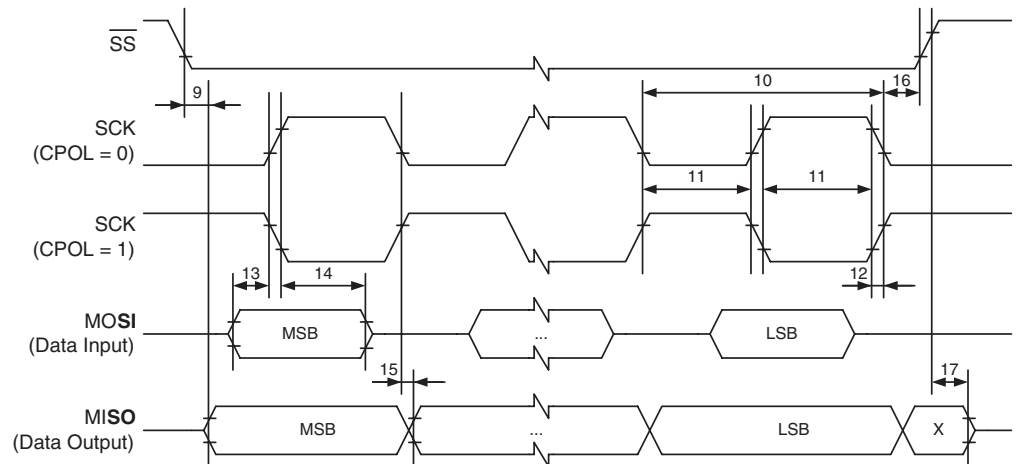 SS
10
9
16
SCK
(CPOL = 0)
11
11
SCK
(CPOL = 1)
13
14
12
MOSI
(Data Input)
MSB
...
LSB
15
17
MISO
(Data Output)
MSB
...
LSB
X